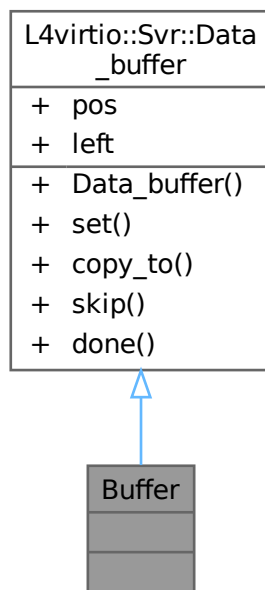 L4virtio::Svr::Data
_buffer
+ pos
+ left
+ Data_buffer()
+ set()
+ copy_to()
+ skip()
+ done()
Buffer